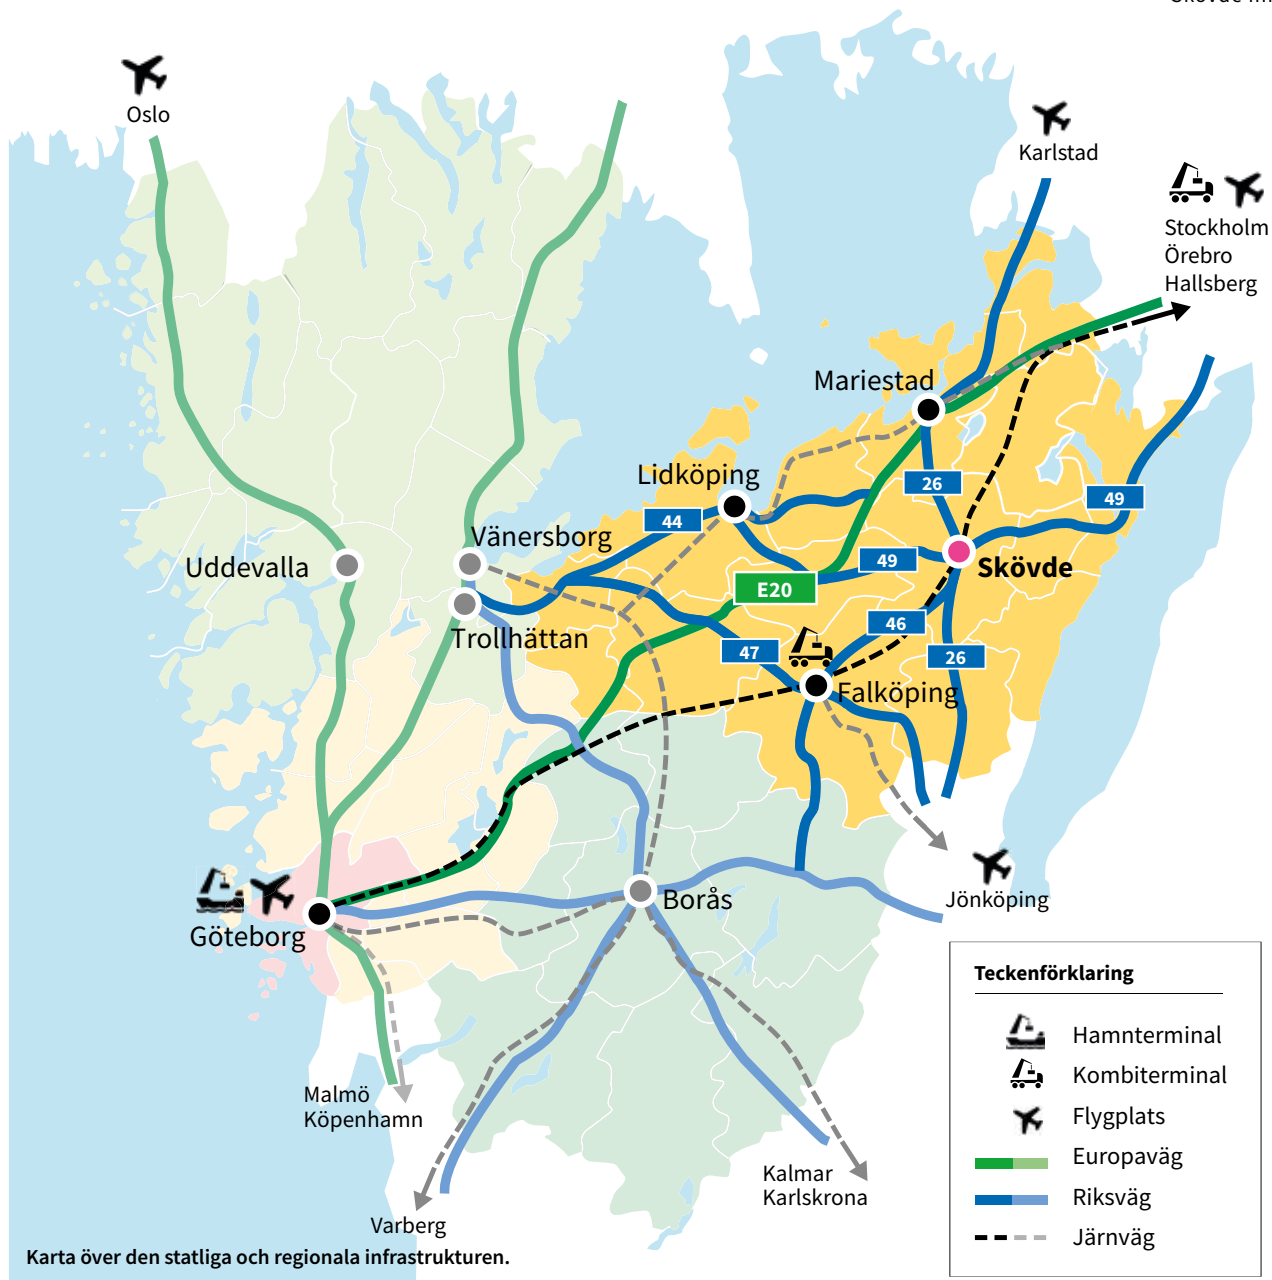 Oslo
Karlstad
Stockholm
Örebro
Hallsberg
Mariestad
Lidköping
26
49
44
Vänersborg
Uddevalla
49
Skövde
E20
46
Trollhättan
47
26
Falköping
Borås
Jönköping
Göteborg
Malmö
Köpenhamn
Kalmar
Karlskrona
Varberg
Karta över den statliga och regionala infrastrukturen.
Teckenförklaring
Hamnterminal
Kombiterminal
Flygplats
Europaväg
Riksväg
Järnväg